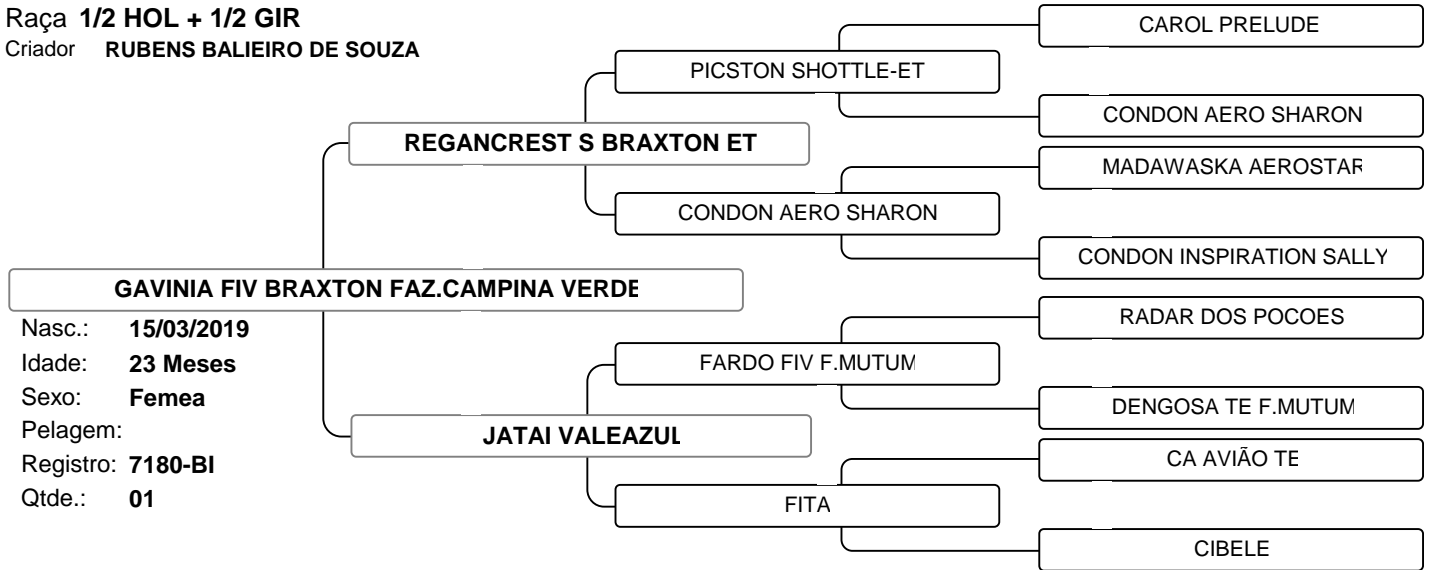 Raça 1/2 HOL + 1/2 GIR
Criador RUBENS BALIEIRO DE SOUZA
CAROL PRELUDE
PICSTON SHOTTLE-ET
CONDON AERO SHARON
REGANCREST S BRAXTON ET
MADAWASKA AEROSTAR
CONDON AERO SHARON
CONDON INSPIRATION SALLY
GAVINIA FIV BRAXTON FAZ.CAMPINA VERDE
Nasc.: 15/03/2019
Idade: 23 Meses
Sexo: Femea
Pelagem:
Registro: 7180-BI
Qtde.: 01
RADAR DOS POCOES
FARDO FIV F.MUTUM
DENGOSA TE F.MUTUM
JATAI VALEAZUL
CA AVIÃO TE
FITA
CIBELE